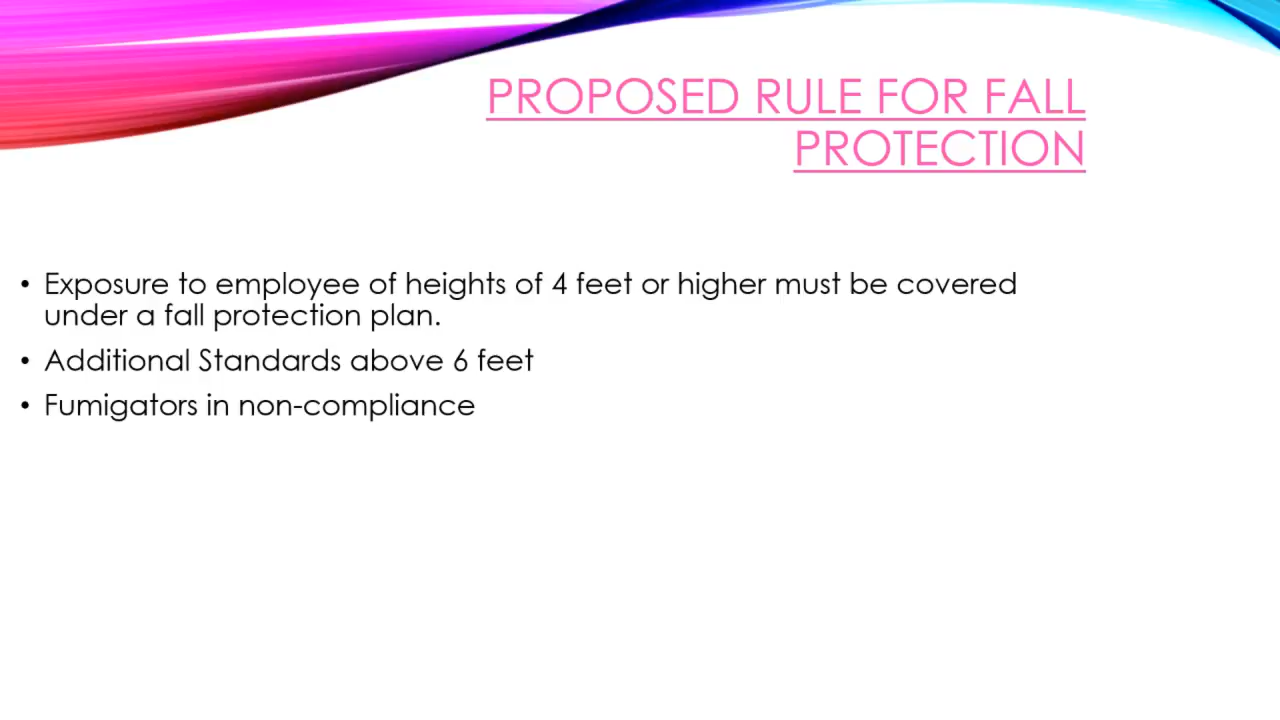 PROPOSED RULE FOR FALL
PROTECTION
• Exposure to employee of heights of 4 feet or higher must be covered
under a fall protection plan.
• Additional Standards above 6 feet
• Fumigators in non-compliance